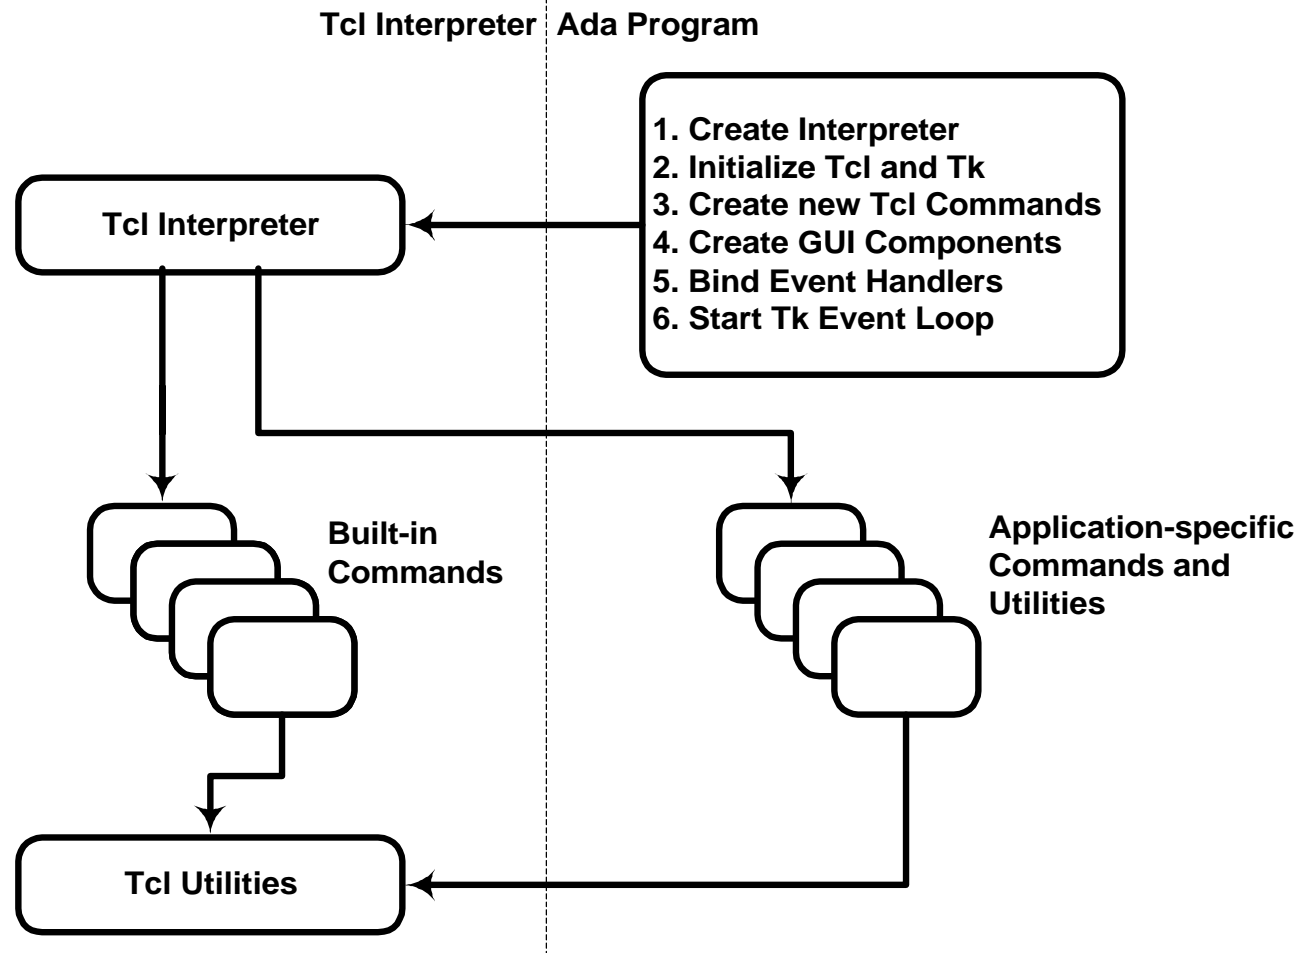 Tcl Interpreter
Ada Program
1. Create Interpreter
2. Initialize Tcl and Tk
3. Create new Tcl Commands
4. Create GUI Components
5. Bind Event Handlers
6. Start Tk Event Loop
Tcl Interpreter
Built-in
Commands
Application-specific
Commands and
Utilities
Tcl Utilities